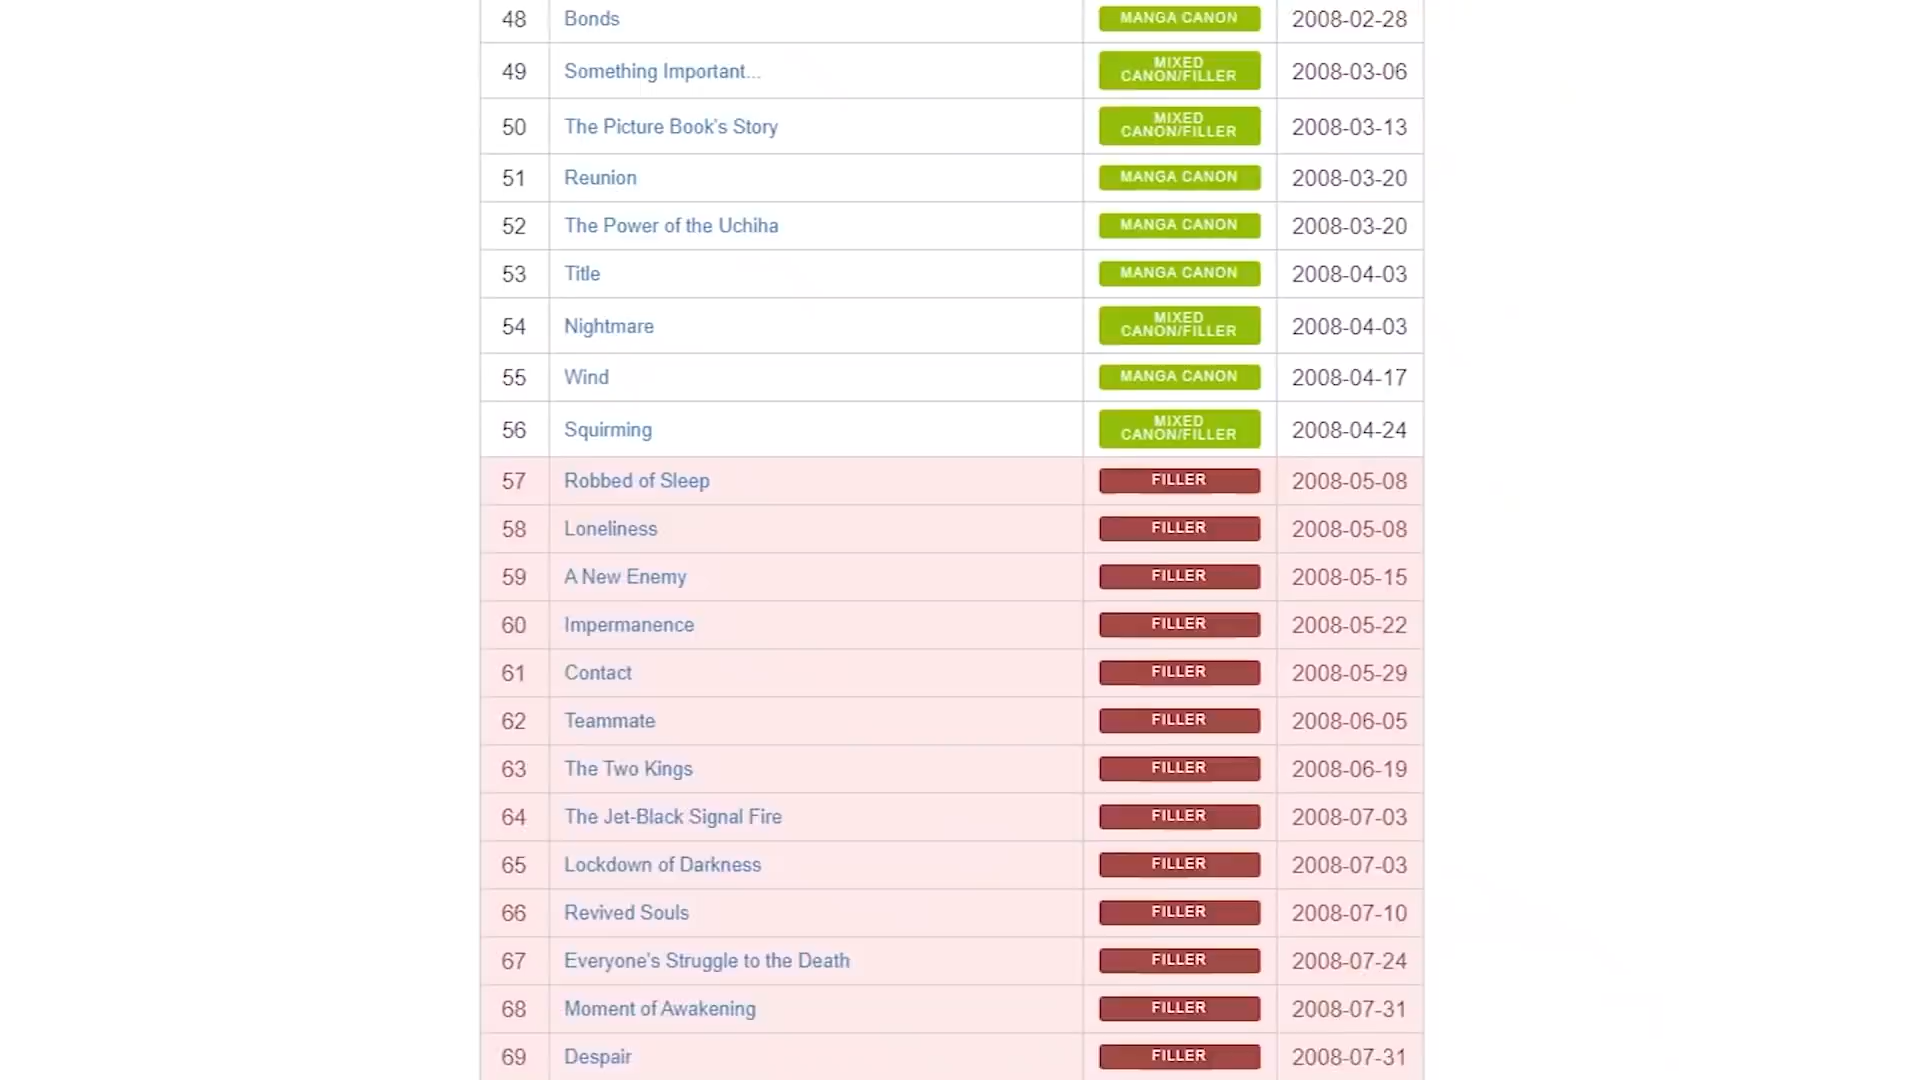 48 Bonds MANGA CANON 2008-02-28
49 Something Important... MIXED CANON/FILLER 2008-03-06
50 The Picture Book's Story MIXED CANON/FILLER 2008-03-13
51 Reunion MANGA CANON 2008-03-20
52 The Power of the Uchiha MANGA CANON 2008-03-20
53 Title MANGA CANON 2008-04-03
54 Nightmare MIXED CANON/FILLER 2008-04-03
55 Wind MANGA CANON 2008-04-17
56 Squirming MIXED CANON/FILLER 2008-04-24
57 Robbed of Sleep FILLER 2008-05-08
58 Loneliness FILLER 2008-05-08
59 A New Enemy FILLER 2008-05-15
60 Impermanence FILLER 2008-05-22
61 Contact FILLER 2008-05-29
62 Teammate FILLER 2008-06-05
63 The Two Kings FILLER 2008-06-19
64 The Jet-Black Signal Fire FILLER 2008-07-03
65 Lockdown of Darkness FILLER 2008-07-03
66 Revived Souls FILLER 2008-07-10
67 Everyone's Struggle to the Death FILLER 2008-07-24
68 Moment of Awakening FILLER 2008-07-31
69 Despair FILLER 2008-07-31